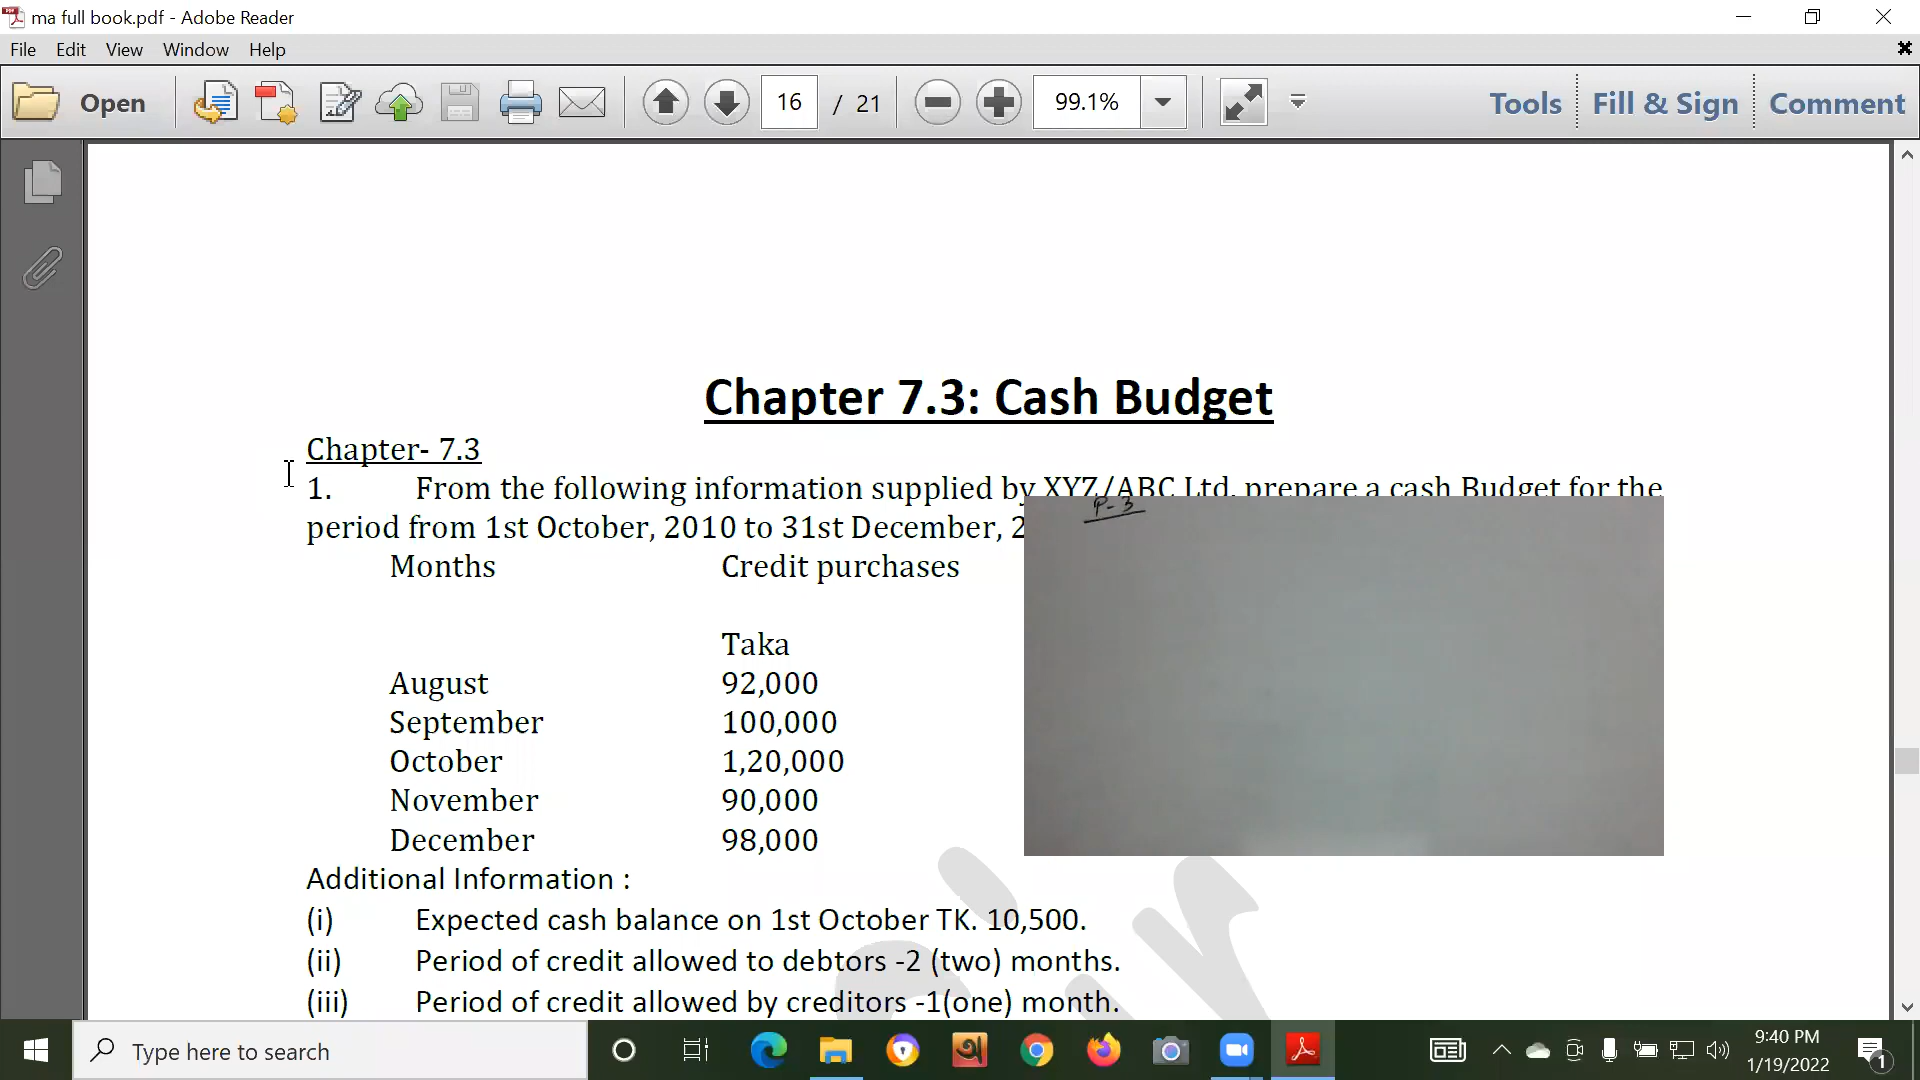 ma full book.pdf - Adobe Reader
File Edit View Window Help
Open 16 / 21 99.1% Tools Fill & Sign Comment
Chapter 7.3: Cash Budget
Chapter- 7.3
1. From the following information supplied by XYZ/ABC Ltd. prepare a cash Budget for the
period from 1st October, 2010 to 31st December, 2
P-3
Months Credit purchases
Taka
August 92,000
September 100,000
October 1,20,000
November 90,000
December 98,000
Additional Information :
(i) Expected cash balance on 1st October TK. 10,500.
(ii) Period of credit allowed to debtors -2 (two) months.
(iii) Period of credit allowed by creditors -1(one) month.
Type here to search
9:40 PM
1/19/2022
1